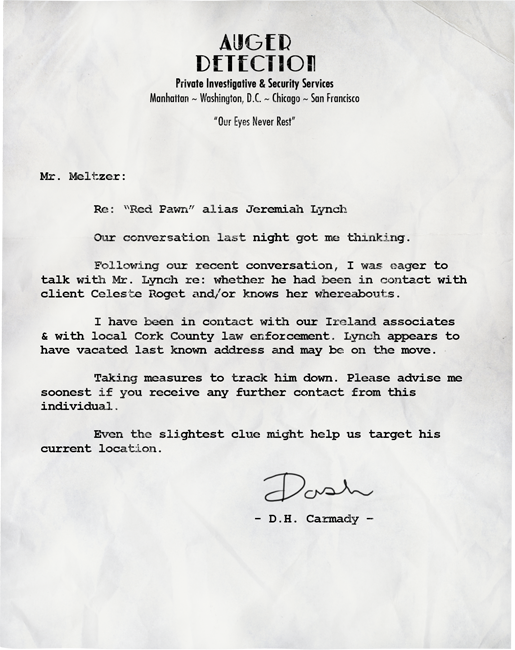 AUGER
DETECTION
Private Investigative & Security Services
Manhattan ~ Washington, D.C. ~ Chicago ~ San Francisco
"Our Eyes Never Rest"
Mr. Meltzer:
Re: "Red Pawn" alias Jeremiah Lynch
Our conversation last night got me thinking.
Following our recent conversation, I was eager to
talk with Mr. Lynch re: whether he had been in contact with
client Celeste Roget and/or knows her whereabouts.
I have been in contact with our Ireland associates
& with local Cork County law enforcement. Lynch appears to
have vacated last known address and may be on the move.
Taking measures to track him down. Please advise me
soonest if you receive any further contact from this
individual.
Even the slightest clue might help us target his
current location.
Dash
- D.H. Carmady -